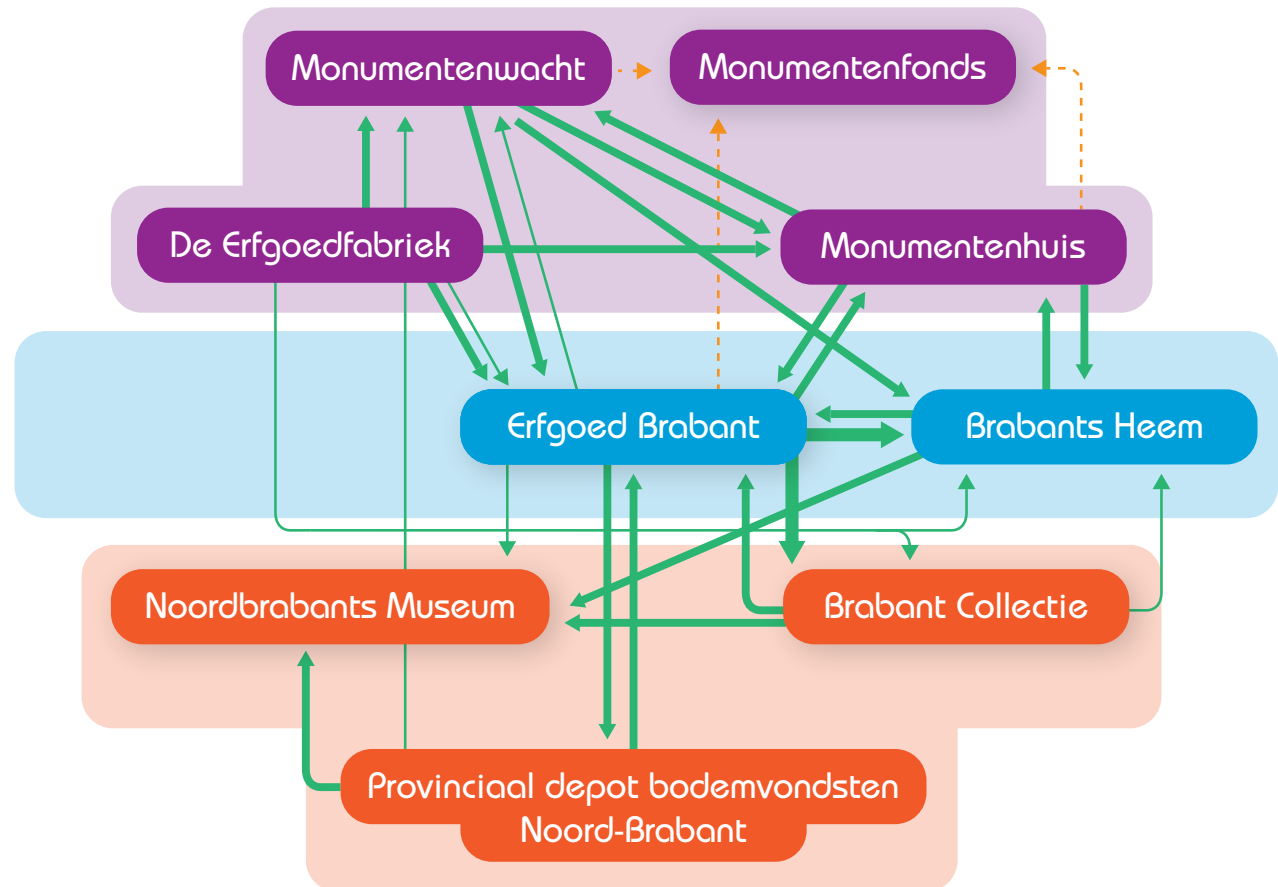 Monumentenwacht
Monumentenfonds
De Erfgoedfabriek
Monumentenhuis
Erfgoed Brabant
Brabants Heem
Noordbrabants Museum
Brabant Collectie
Provinciaal depot bodemvondsten
Noord-Brabant